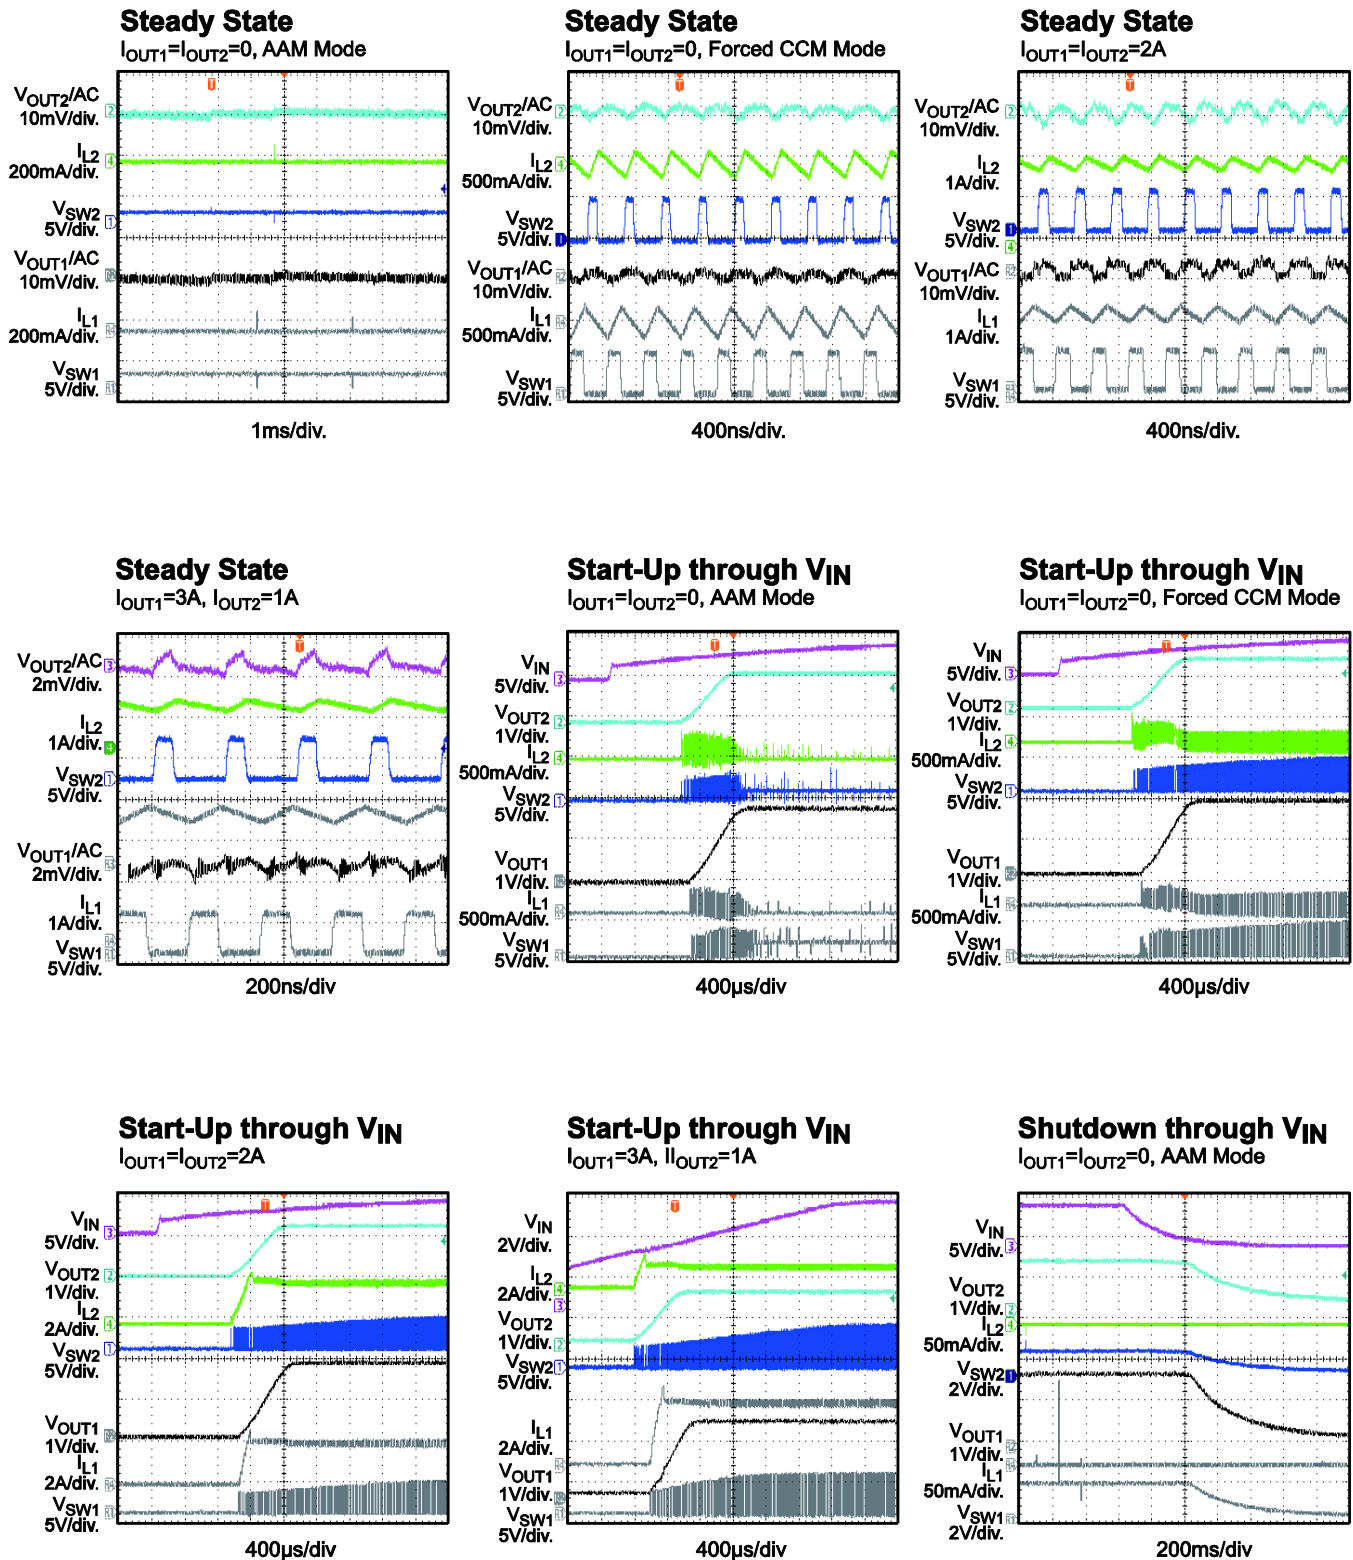 Steady State
IOUT1=IOUT2=0, AAM Mode
VOUT2/AC
10mV/div.
IL2
200mA/div.
VSW2
5V/div.
VOUT1/AC
10mV/div.
IL1
200mA/div.
VSW1
5V/div.
1ms/div.
Steady State
IOUT1=IOUT2=0, Forced CCM Mode
VOUT2/AC
10mV/div.
IL2
500mA/div.
VSW2
5V/div.
VOUT1/AC
10mV/div.
IL1
500mA/div.
VSW1
5V/div.
400ns/div.
Steady State
IOUT1=IOUT2=2A
VOUT2/AC
10mV/div.
IL2
1A/div.
VSW2
5V/div.
VOUT1/AC
10mV/div.
IL1
1A/div.
VSW1
5V/div.
400ns/div.
Steady State
IOUT1=3A, IOUT2=1A
VOUT2/AC
2mV/div.
IL2
1A/div.
VSW2
5V/div.
VOUT1/AC
2mV/div.
IL1
1A/div.
VSW1
5V/div.
200ns/div
Start-Up through VIN
IOUT1=IOUT2=0, AAM Mode
VIN
5V/div.
VOUT2
1V/div.
IL2
500mA/div.
VSW2
5V/div.
VOUT1
1V/div.
IL1
500mA/div.
VSW1
5V/div.
400µs/div
Start-Up through VIN
IOUT1=IOUT2=0, Forced CCM Mode
VIN
5V/div.
VOUT2
1V/div.
IL2
500mA/div.
VSW2
5V/div.
VOUT1
1V/div.
IL1
500mA/div.
VSW1
5V/div.
400µs/div
Start-Up through VIN
IOUT1=IOUT2=2A
VIN
5V/div.
VOUT2
1V/div.
IL2
2A/div.
VSW2
5V/div.
VOUT1
1V/div.
IL1
2A/div.
VSW1
5V/div.
400µs/div
Start-Up through VIN
IOUT1=3A, IIOUT2=1A
VIN
2V/div.
IL2
2A/div.
VOUT2
1V/div.
VSW2
5V/div.
IL1
2A/div.
VOUT1
1V/div.
VSW1
5V/div.
400µs/div
Shutdown through VIN
IOUT1=IOUT2=0, AAM Mode
VIN
5V/div.
VOUT2
1V/div.
IL2
50mA/div.
VSW2
2V/div.
VOUT1
1V/div.
IL1
50mA/div.
VSW1
2V/div.
200ms/div